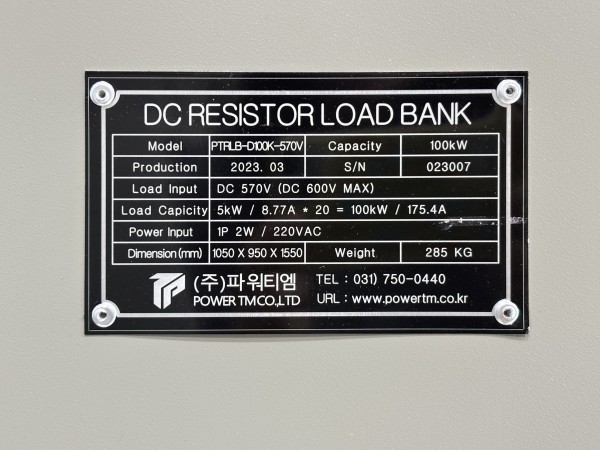 DC RESISTOR LOAD BANK
Model PTRLB-D100K-570V Capacity 100kW
Production 2023. 03 S/N 023007
Load Input DC 570V (DC 600V MAX)
Load Capicity 5kW / 8.77A * 20 = 100kW / 175.4A
Power Input 1P 2W / 220VAC
Dimension(mm) 1050 X 950 X 1550 Weight 285 KG
(주)파워티엠 TEL : 031) 750-0440
POWER TM CO.,LTD URL : www.powertm.co.kr